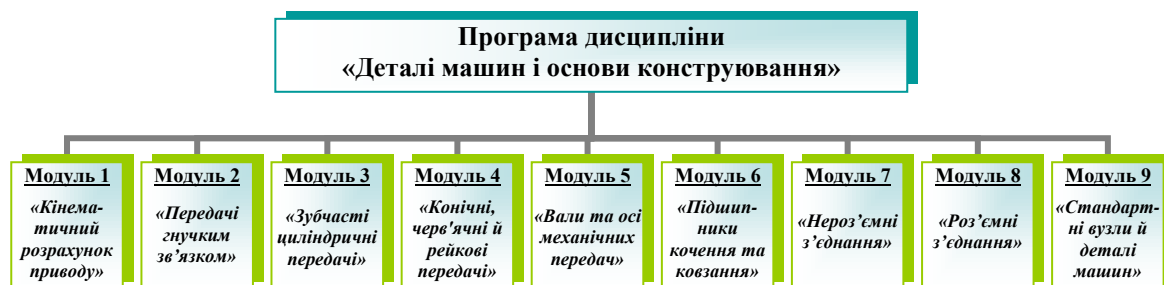 Програма дисципліни
«Деталі машин і основи конструювання»
Модуль 1
«Кінема-
тичний
розрахунок
приводу»
Модуль 2
«Передачі
гнучким
зв’язком»
Модуль 3
«Зубчасті
циліндричні
передачі»
Модуль 4
«Конічні,
черв'ячні й
рейкові
передачі»
Модуль 5
«Вали та осі
механічних
передач»
Модуль 6
«Підшип-
ники
кочення та
ковзання»
Модуль 7
«Нероз’ємні
з’єднання»
Модуль 8
«Роз’ємні
з’єднання»
Модуль 9
«Стандарт-
ні вузли й
деталі
машин»